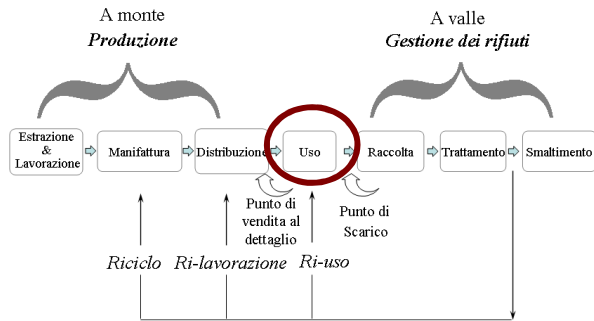 A monte
Produzione
A valle
Gestione dei rifiuti
Estrazione
&
Lavorazione
Manifattura
Distribuzione
Uso
Raccolta
Trattamento
Smaltimento
Punto di
vendita al
dettaglio
Punto di
Scarico
Riciclo
Ri-lavorazione
Ri-uso